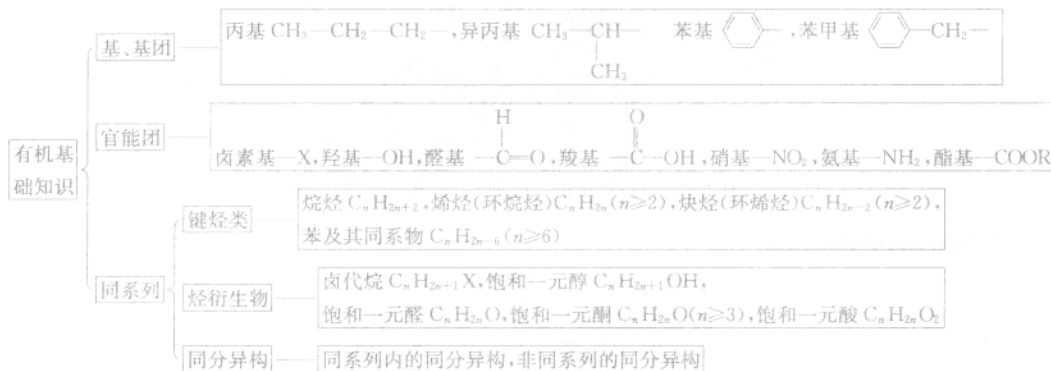 丙基 CH₃—CH₂—CH₂—,异丙基 CH₃—CH— 苯基 —,苯甲基 —CH₂—
CH₃
基、基团
H O
官能团
卤素基—X,羟基—OH,醛基—C=O,羧基—C—OH,硝基—NO₂,氨基—NH₂,酯基—COOR
有机基
础知识
烷烃 CₙH₂ₙ₊₂,烯烃(环烷烃)CₙH₂ₙ(n≥2),炔烃(环烯烃)CₙH₂ₙ₋₂(n≥2),
键烃类
苯及其同系物 CₙH₂ₙ₋₆(n≥6)
同系列
卤代烷 CₙH₂ₙ₊₁X,饱和一元醇 CₙH₂ₙ₊₁OH,
烃衍生物
饱和一元醛 CₙH₂ₙO,饱和一元酮 CₙH₂ₙO(n≥3),饱和一元酸 CₙH₂ₙO₂
同分异构
同系列内的同分异构,非同系列的同分异构